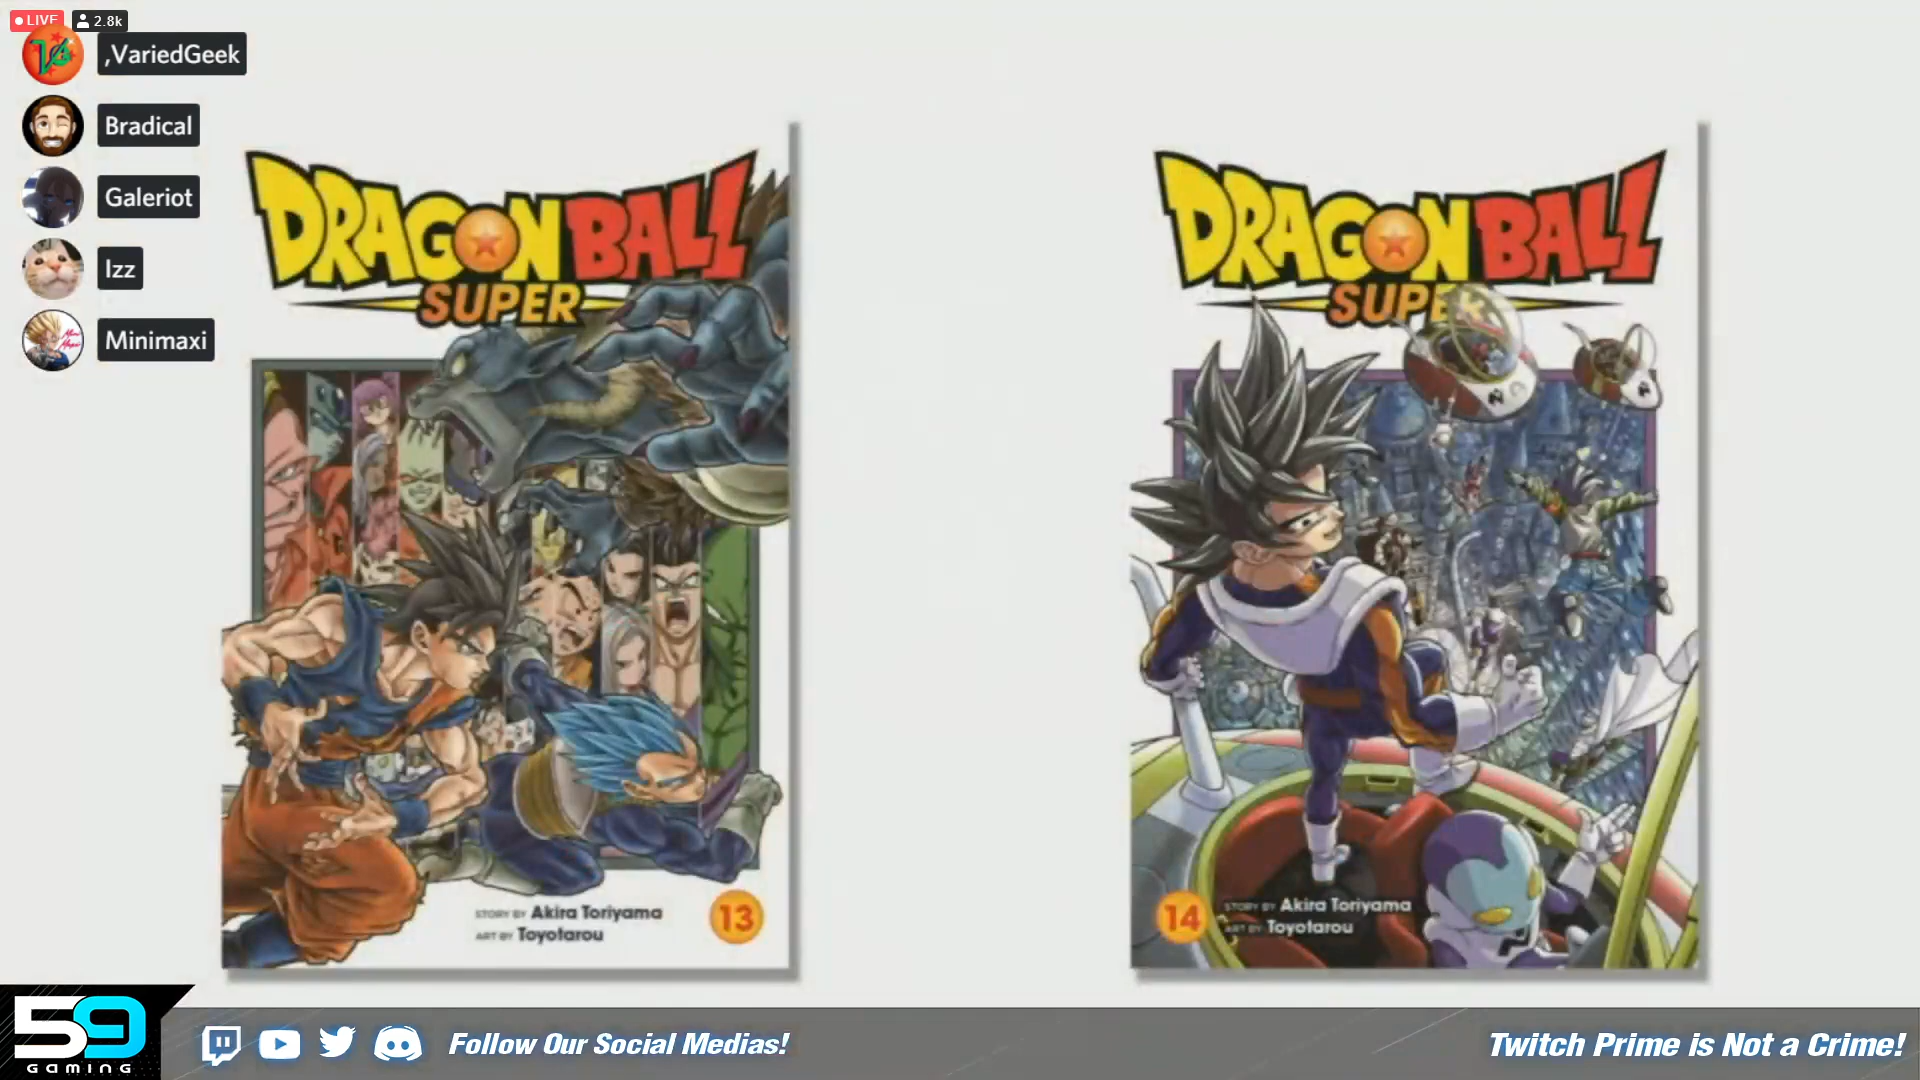 LIVE 2.8k
,VariedGeek
Bradical
Galeriot
Izz
Minimaxi
DRAGON BALL
SUPER
STORY BY Akira Toriyama
ART BY Toyotarou
13
DRAGON BALL
SUPER
14
STORY BY Akira Toriyama
ART BY Toyotarou
59
GAMING
Follow Our Social Medias!
Twitch Prime is Not a Crime!